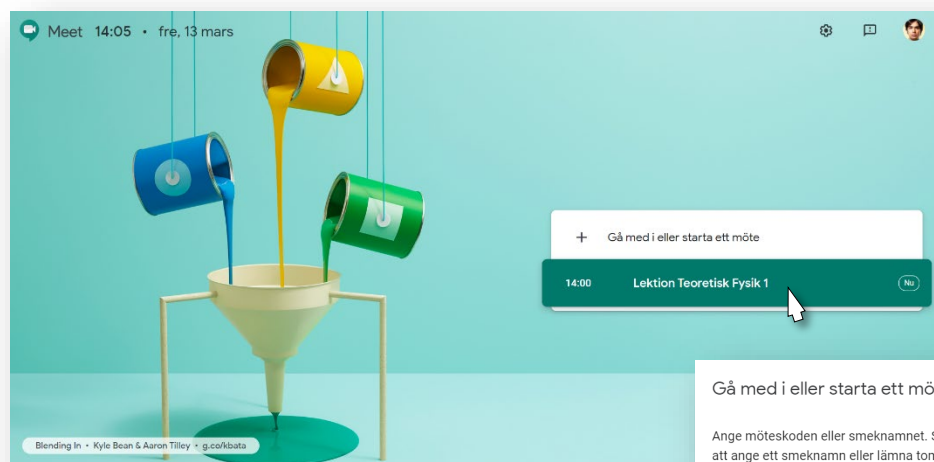 Meet 14:05 • fre, 13 mars
Gå med i eller starta ett möte
14:00 Lektion Teoretisk Fysik 1 Nu
Gå med i eller starta ett mö
Ange möteskoden eller smeknamnet. S
att ange ett smeknamn eller lämna ton
Blending In • Kyle Bean & Aaron Tilley • g.co/kbata